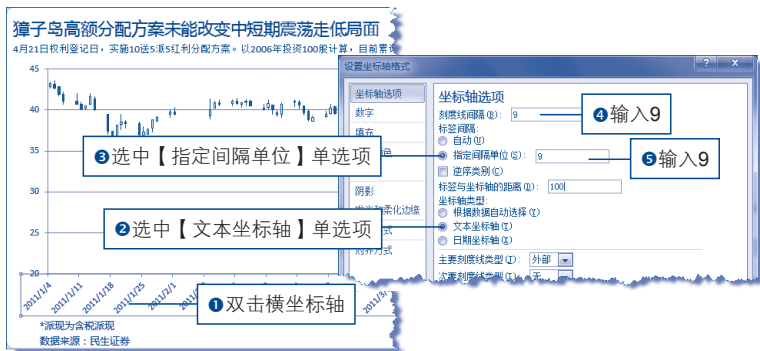 獐子岛高额分配方案未能改变中短期震荡走低局面
4月21日权利登记日，实施10送5派5红利分配方案。以2006年投资100股计算，目前累
45
40
35
30
25
20
2011/1/4
2011/1/11
2011/1/18
2011/1/25
2011/2/1
*派现为含税派现
数据来源：民生证券
❶双击横坐标轴
❷选中【文本坐标轴】单选项
❸选中【指定间隔单位】单选项
❹输入9
❺输入9
设置坐标轴格式
? X
坐标轴选项
数字
填充
阴影
发光和柔化边缘
对齐方式
坐标轴选项
刻度线间隔(B): 9
标签间隔:
自动(U)
指定间隔单位(S): 9
逆序类别(C)
标签与坐标轴的距离(D): 100
坐标轴类型:
根据数据自动选择(Y)
文本坐标轴(T)
日期坐标轴(X)
主要刻度线类型(J): 外部
次要刻度线类型(I): 无